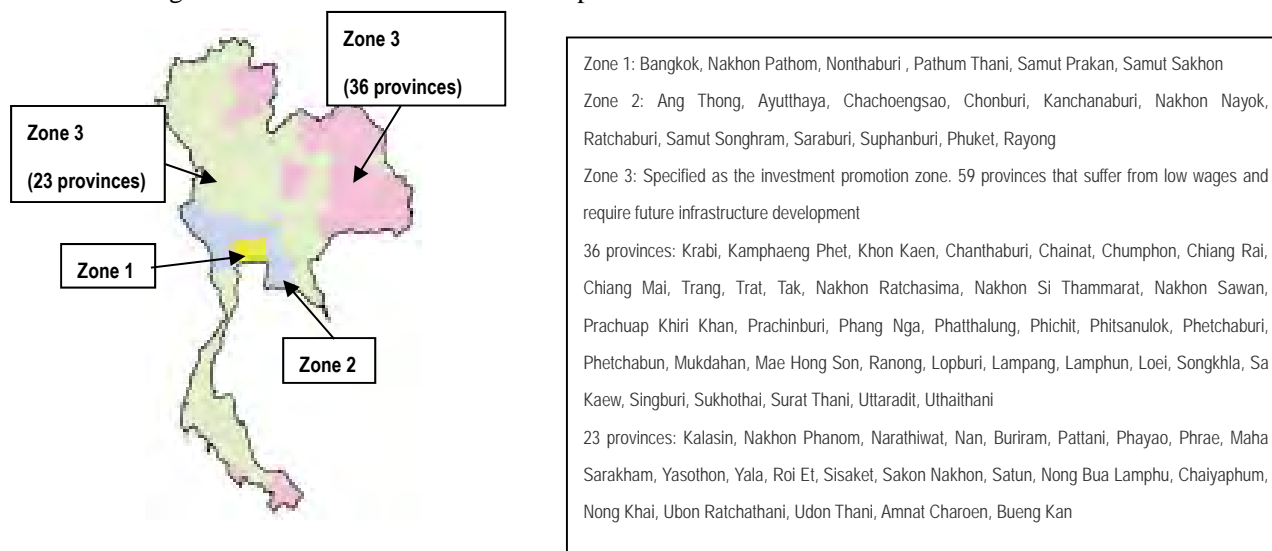 Zone 3
(36 provinces)
Zone 3
(23 provinces)
Zone 1
Zone 2
Zone 1: Bangkok, Nakhon Pathom, Nonthaburi , Pathum Thani, Samut Prakan, Samut Sakhon
Zone 2: Ang Thong, Ayutthaya, Chachoengsao, Chonburi, Kanchanaburi, Nakhon Nayok,
Ratchaburi, Samut Songhram, Saraburi, Suphanburi, Phuket, Rayong
Zone 3: Specified as the investment promotion zone. 59 provinces that suffer from low wages and
require future infrastructure development
36 provinces: Krabi, Kamphaeng Phet, Khon Kaen, Chanthaburi, Chainat, Chumphon, Chiang Rai,
Chiang Mai, Trang, Trat, Tak, Nakhon Ratchasima, Nakhon Si Thammarat, Nakhon Sawan,
Prachuap Khiri Khan, Prachinburi, Phang Nga, Phatthalung, Phichit, Phitsanulok, Phetchaburi,
Phetchabun, Mukdahan, Mae Hong Son, Ranong, Lopburi, Lampang, Lamphun, Loei, Songkhla, Sa
Kaew, Singburi, Sukhothai, Surat Thani, Uttaradit, Uthaithani
23 provinces: Kalasin, Nakhon Phanom, Narathiwat, Nan, Buriram, Pattani, Phayao, Phrae, Maha
Sarakham, Yasothon, Yala, Roi Et, Sisaket, Sakon Nakhon, Satun, Nong Bua Lamphu, Chaiyaphum,
Nong Khai, Ubon Ratchathani, Udon Thani, Amnat Charoen, Bueng Kan